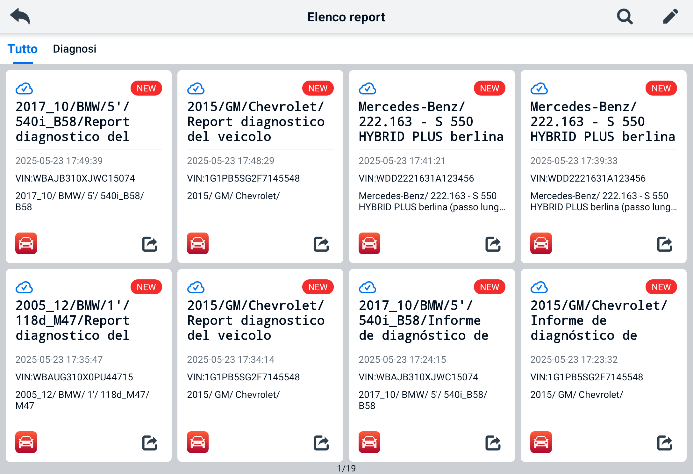 Elenco report
Tutto Diagnosi
NEW
2017_10/BMW/5'/
540i_B58/Report
diagnostico del
2025-05-23 17:49:39
VIN:WBAJB310XJWC15074
2017_10/ BMW/ 5'/ 540i_B58/
B58
NEW
2015/GM/Chevrolet/
Report diagnostico
del veicolo
2025-05-23 17:48:29
VIN:1G1PB5SG2F7145548
2015/ GM/ Chevrolet/
NEW
Mercedes-Benz/
222.163 - S 550
HYBRID PLUS berlina
2025-05-23 17:41:21
VIN:WDD2221631A123456
Mercedes-Benz/ 222.163 - S 550
HYBRID PLUS berlina (passo lung...
NEW
Mercedes-Benz/
222.163 - S 550
HYBRID PLUS berlina
2025-05-23 17:39:33
VIN:WDD2221631A123456
Mercedes-Benz/ 222.163 - S 550
HYBRID PLUS berlina (passo lung...
NEW
2005_12/BMW/1'/
118d_M47/Report
diagnostico del
2025-05-23 17:35:47
VIN:WBAUG310X0PU44715
2005_12/ BMW/ 1'/ 118d_M47/
M47
NEW
2015/GM/Chevrolet/
Report diagnostico
del veicolo
2025-05-23 17:34:14
VIN:1G1PB5SG2F7145548
2015/ GM/ Chevrolet/
NEW
2017_10/BMW/5'/
540i_B58/Informe
de diagnóstico de
2025-05-23 17:24:15
VIN:WBAJB310XJWC15074
2017_10/ BMW/ 5'/ 540i_B58/
B58
NEW
2015/GM/Chevrolet/
Informe de
diagnóstico de
2025-05-23 17:23:32
VIN:1G1PB5SG2F7145548
2015/ GM/ Chevrolet/
1/19